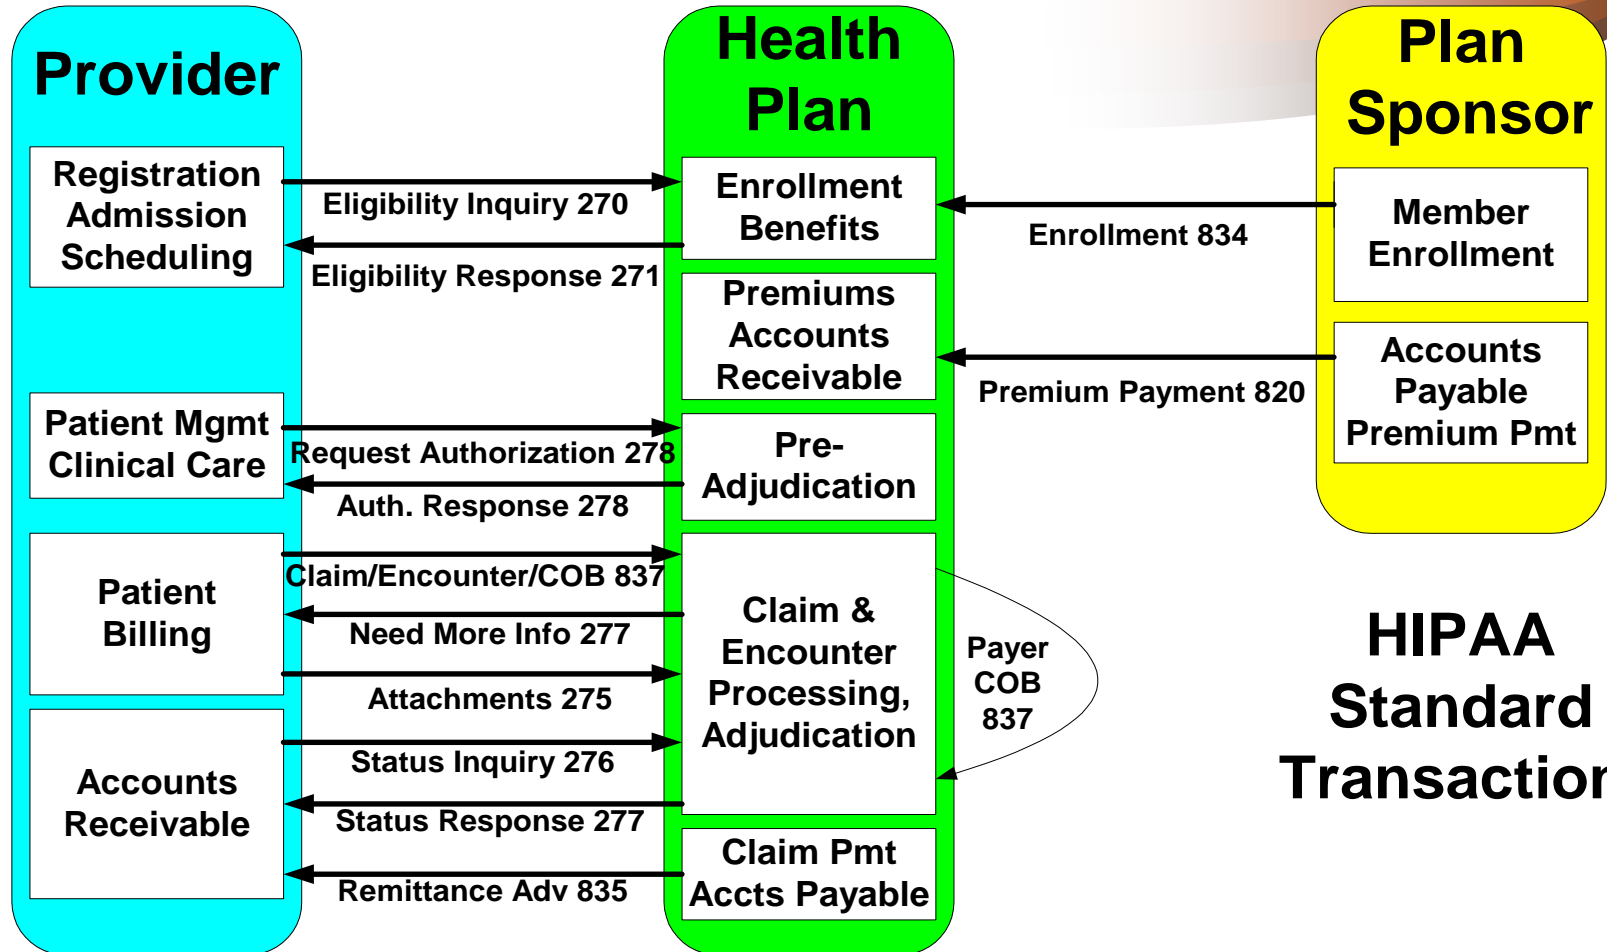 Provider
Registration
Admission
Scheduling
Patient Mgmt
Clinical Care
Patient
Billing
Accounts
Receivable
Eligibility Inquiry 270
Eligibility Response 271
Request Authorization 278
Auth. Response 278
Claim/Encounter/COB 837
Need More Info 277
Attachments 275
Status Inquiry 276
Status Response 277
Remittance Adv 835
Health
Plan
Enrollment
Benefits
Premiums
Accounts
Receivable
Pre-
Adjudication
Claim &
Encounter
Processing,
Adjudication
Claim Pmt
Accts Payable
Payer
COB
837
Enrollment 834
Premium Payment 820
Plan
Sponsor
Member
Enrollment
Accounts
Payable
Premium Pmt
HIPAA
Standard
Transaction